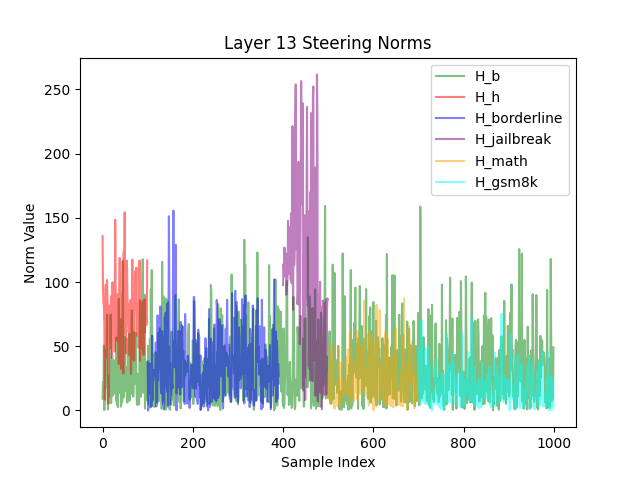 Layer 13 Steering Norms
H_b
H_h
H_borderline
H_jailbreak
H_math
H_gsm8k
Norm Value
250
200
150
100
50
0
0 200 400 600 800 1000
Sample Index